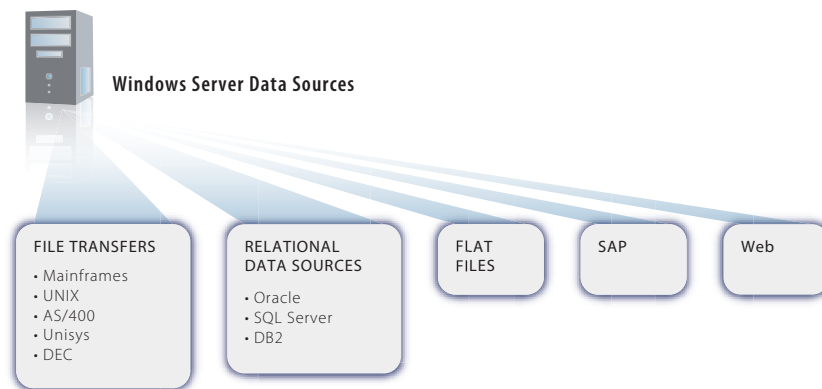 Windows Server Data Sources
FILE TRANSFERS
• Mainframes
• UNIX
• AS/400
• Unisys
• DEC
RELATIONAL
DATA SOURCES
• Oracle
• SQL Server
• DB2
FLAT
FILES
SAP
Web